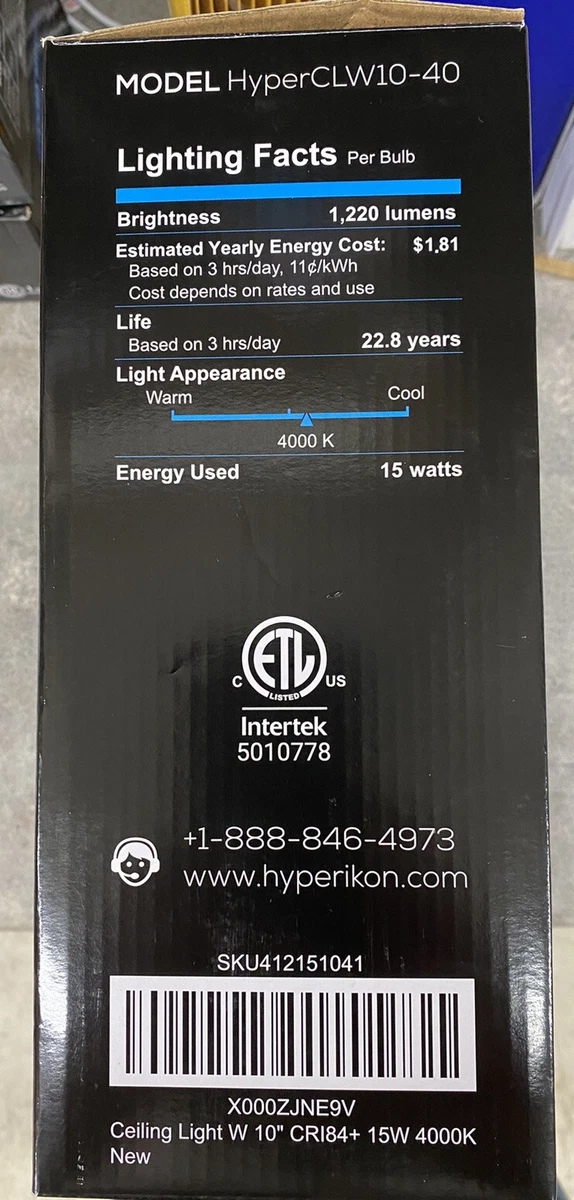 MODEL HyperCLW10-40
Lighting Facts Per Bulb
Brightness 1,220 lumens
Estimated Yearly Energy Cost: $1.81
Based on 3 hrs/day, 11¢/kWh
Cost depends on rates and use
Life
Based on 3 hrs/day 22.8 years
Light Appearance
Warm Cool
4000 K
Energy Used 15 watts
ETL
C US
LISTED
Intertek
5010778
+1-888-846-4973
www.hyperikon.com
SKU412151041
X000ZJNE9V
Ceiling Light W 10" CRI84+ 15W 4000K
New